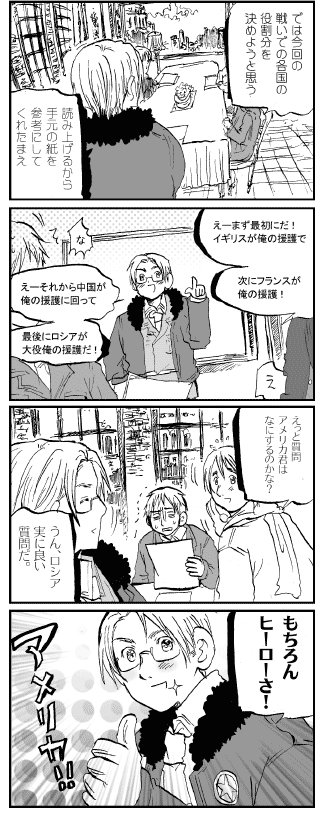 では今回の
戦いでの各国の
役割分を
決めようと思う
読み上げるから
手元の紙を
参考にして
くれたまえ
えーまず最初にだ！
イギリスが俺の援護で
な
次にフランスが
俺の援護！
えーそれから中国が
俺の援護に回って
え
最後にロシアが
大役俺の援護だ！
えっと質問、
アメリカ君は
なにするのかな？
うん、ロシア
実に良い
質問だ。
もちろん
ヒーローさ！
アメリカ!!